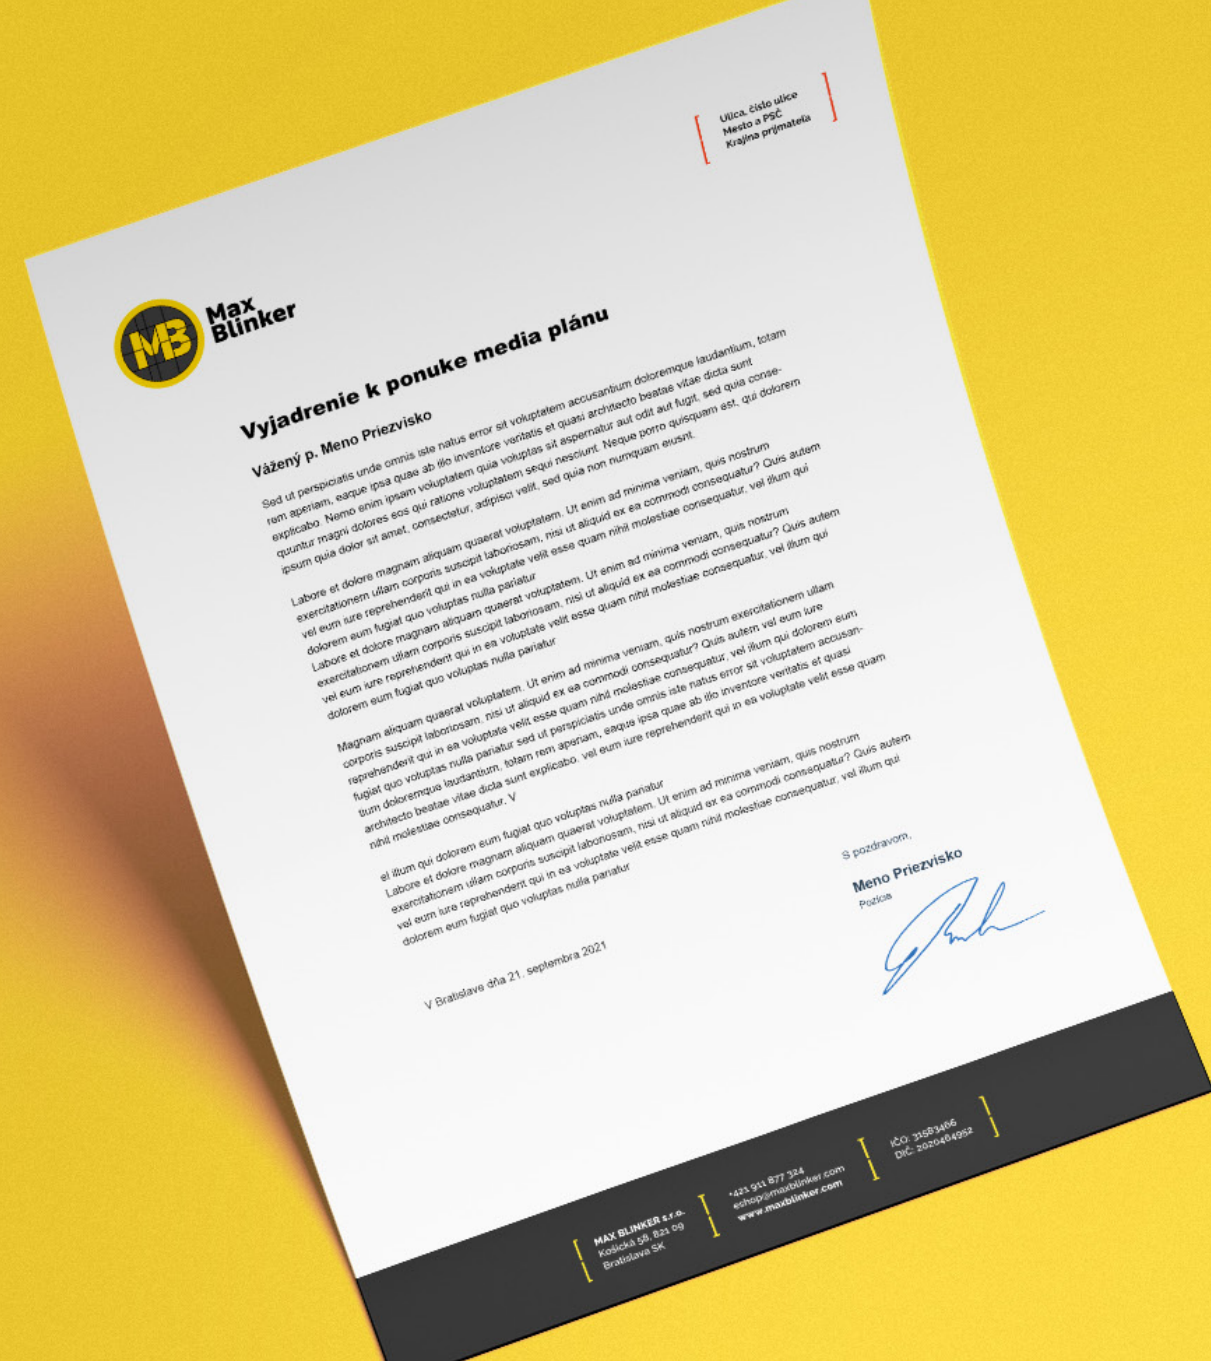 Ulica, číslo ulice
Mesto a PSČ
Krajina prijmateľa
MB
Max
Blinker
Vyjadrenie k ponuke media plánu
Vážený p. Meno Priezvisko
Sed ut perspiciatis unde omnis iste natus error sit voluptatem accusantium doloremque laudantium, totam
rem aperiam, eaque ipsa quae ab illo inventore veritatis et quasi architecto beatae vitae dicta sunt
explicabo. Nemo enim ipsam voluptatem quia voluptas sit aspernatur aut odit aut fugit, sed quia conse-
quuntur magni dolores eos qui ratione voluptatem sequi nesciunt. Neque porro quisquam est, qui dolorem
ipsum quia dolor sit amet, consectetur, adipisci velit, sed quia non numquam eiusnt.
Labore et dolore magnam aliquam quaerat voluptatem. Ut enim ad minima veniam, quis nostrum
exercitationem ullam corporis suscipit laboriosam, nisi ut aliquid ex ea commodi consequatur? Quis autem
vel eum iure reprehenderit qui in ea voluptate velit esse quam nihil molestiae consequatur, vel illum qui
dolorem eum fugiat quo voluptas nulla pariatur
Labore et dolore magnam aliquam quaerat voluptatem. Ut enim ad minima veniam, quis nostrum
exercitationem ullam corporis suscipit laboriosam, nisi ut aliquid ex ea commodi consequatur? Quis autem
vel eum iure reprehenderit qui in ea voluptate velit esse quam nihil molestiae consequatur, vel illum qui
dolorem eum fugiat quo voluptas nulla pariatur
Magnam aliquam quaerat voluptatem. Ut enim ad minima veniam, quis nostrum exercitationem ullam
corporis suscipit laboriosam, nisi ut aliquid ex ea commodi consequatur? Quis autem vel eum iure
reprehenderit qui in ea voluptate velit esse quam nihil molestiae consequatur, vel illum qui dolorem eum
fugiat quo voluptas nulla pariatur sed ut perspiciatis unde omnis iste natus error sit voluptatem accusan-
tium doloremque laudantium, totam rem aperiam, eaque ipsa quae ab illo inventore veritatis et quasi
architecto beatae vitae dicta sunt explicabo. vel eum iure reprehenderit qui in ea voluptate velit esse quam
nihil molestiae consequatur, V
el illum qui dolorem eum fugiat quo voluptas nulla pariatur
Labore et dolore magnam aliquam quaerat voluptatem. Ut enim ad minima veniam, quis nostrum
exercitationem ullam corporis suscipit laboriosam, nisi ut aliquid ex ea commodi consequatur? Quis autem
vel eum iure reprehenderit qui in ea voluptate velit esse quam nihil molestiae consequatur, vel illum qui
dolorem eum fugiat quo voluptas nulla pariatur
S pozdravom,
Meno Priezvisko
Pozícia
V Bratislave dňa 21. septembra 2021
MAX BLINKER s.r.o.
Košická 58, 821 09
Bratislava SK
+421 911 877 324
eshop@maxblinker.com
www.maxblinker.com
IČO: 31583466
DIČ: 2020464952